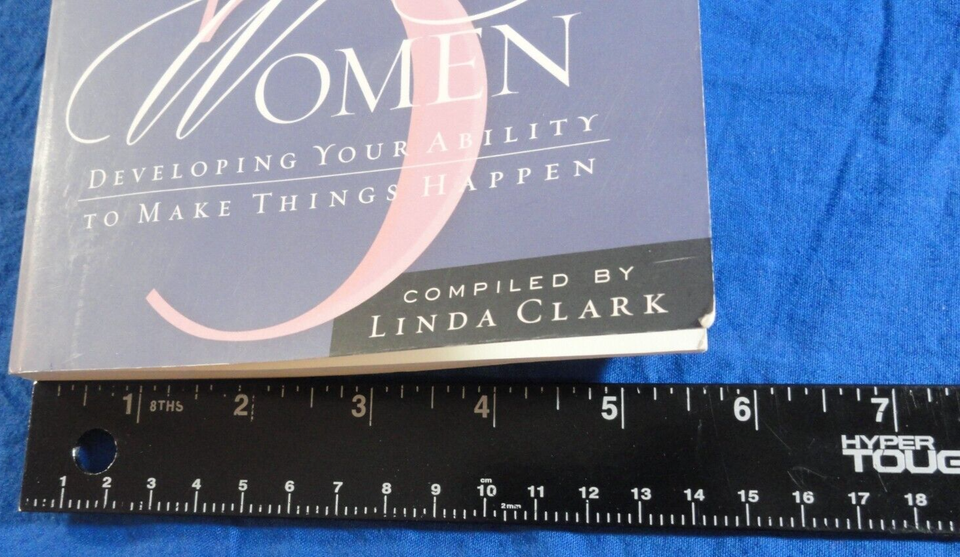 WOMEN
DEVELOPING YOUR ABILITY
TO MAKE THINGS HAPPEN
COMPILED BY
LINDA CLARK
1 8THS 2 3 4 5 6 7
HYPER
TOUG
cm
1 2 3 4 5 6 7 8 9 10 11 12 13 14 15 16 17 18
2mm